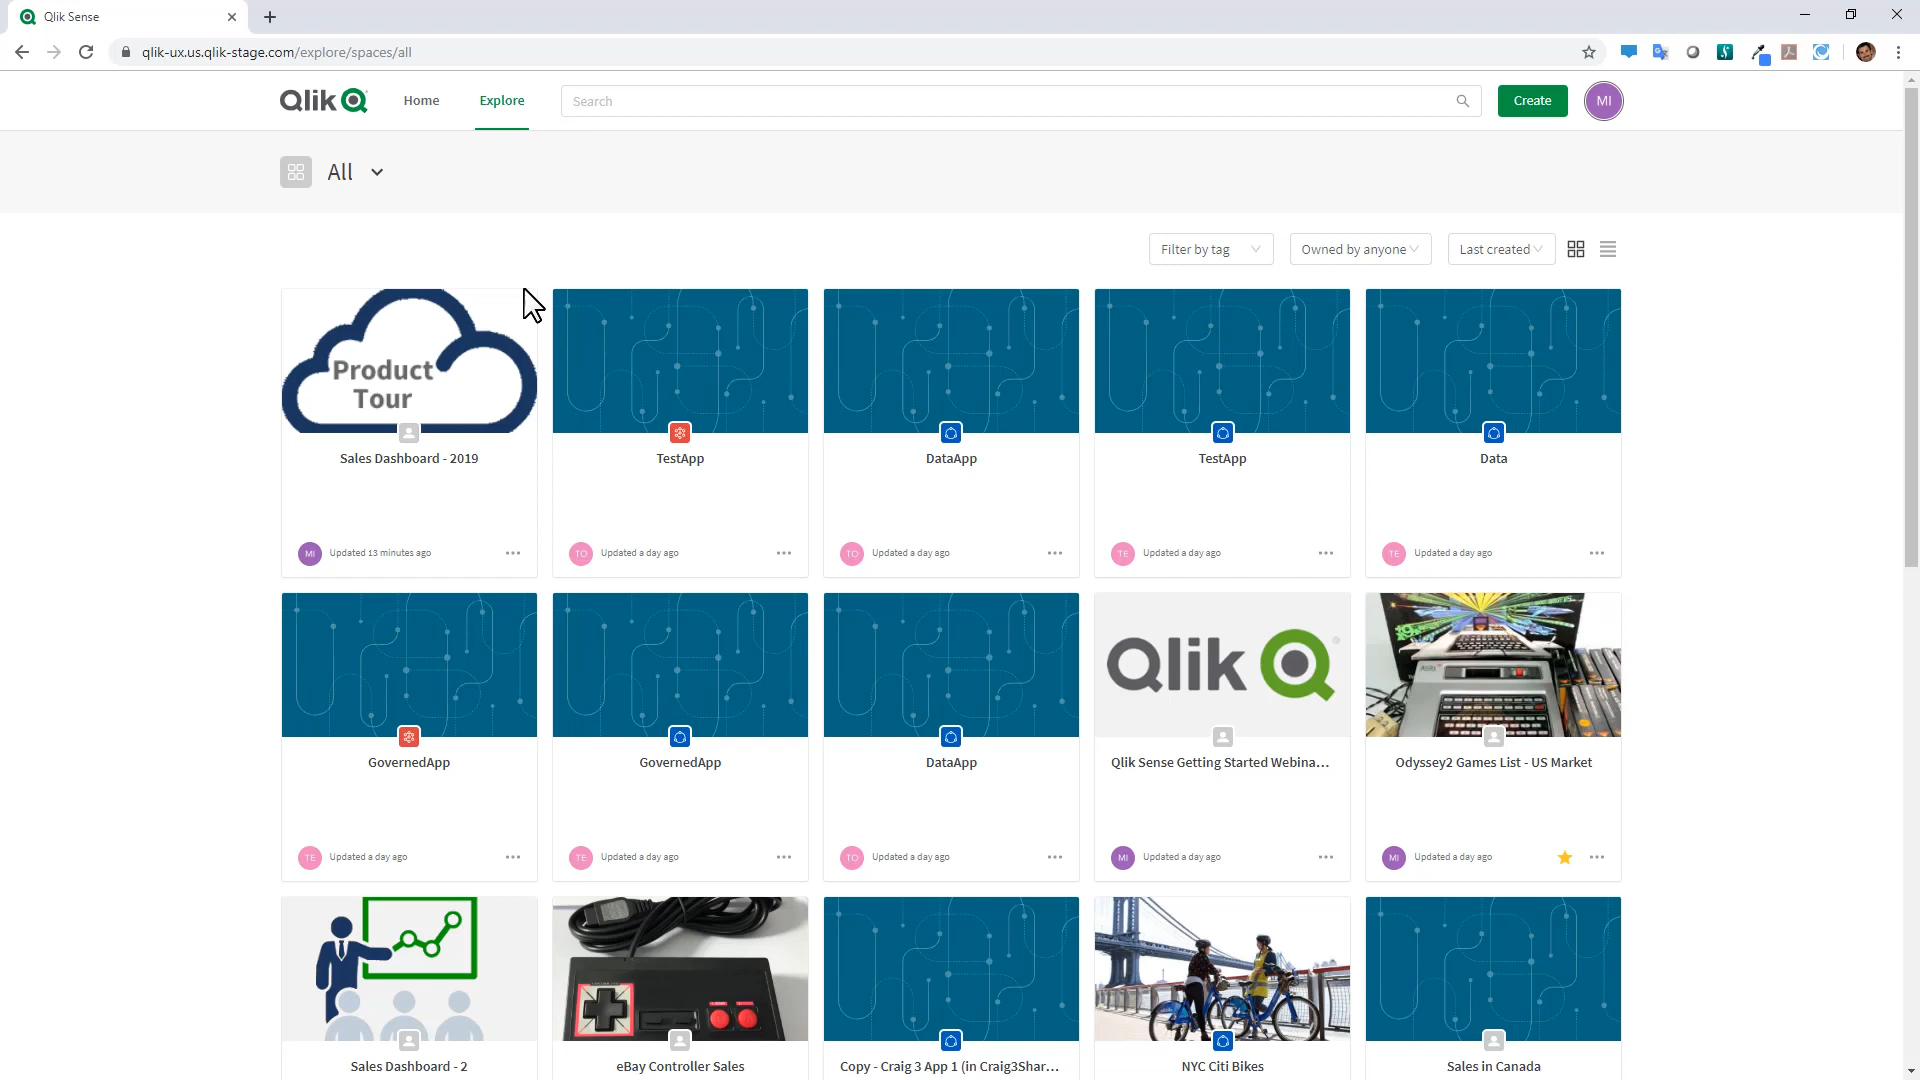 Qlik Sense
qlik-ux.us.qlik-stage.com/explore/spaces/all
Qlik
Home
Explore
Search
Create
MI
All
Filter by tag
Owned by anyone
Last created
Product
Tour
Sales Dashboard - 2019
TestApp
DataApp
TestApp
Data
MI
Updated 13 minutes ago
TO
Updated a day ago
TO
Updated a day ago
TE
Updated a day ago
TE
Updated a day ago
Qlik
GovernedApp
GovernedApp
DataApp
Qlik Sense Getting Started Webina...
Odyssey2 Games List - US Market
TE
Updated a day ago
TE
Updated a day ago
TO
Updated a day ago
MI
Updated a day ago
MI
Updated a day ago
Sales Dashboard - 2
eBay Controller Sales
Copy - Craig 3 App 1 (in Craig3Shar...
NYC Citi Bikes
Sales in Canada